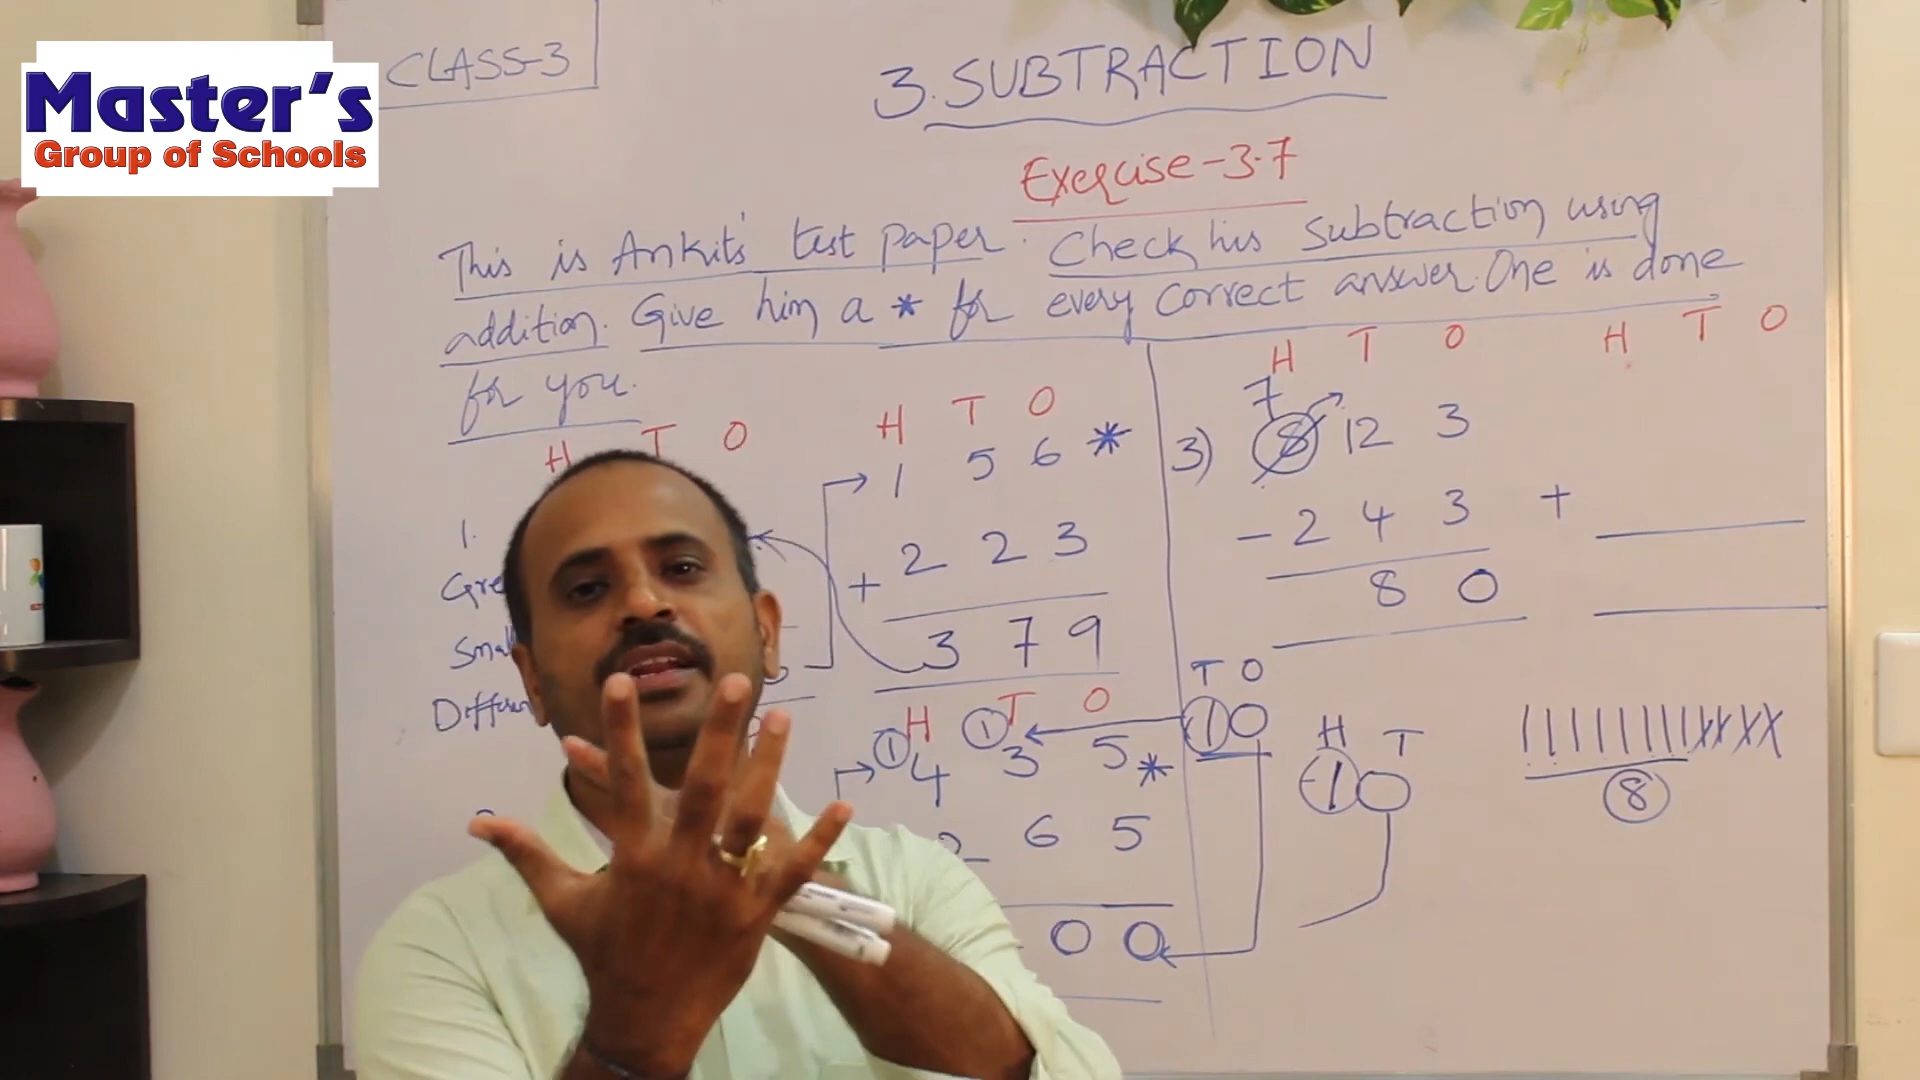 Master's
Group of Schools
CLASS-3
3. SUBTRACTION
Exercise-3.7
This is Ankit's test paper. Check his subtraction using
addition. Give him a * for every correct answer. One is done
for you.
H T O
H T O
H T O
H T O
1 5 6 *
+ 2 2 3
3 7 9
1.
H T O
① ①
4 3 5 *
6 5
0 0
3) 7
8 12 3
- 2 4 3
8 0
+
T O
1 0
H T
1 0
8